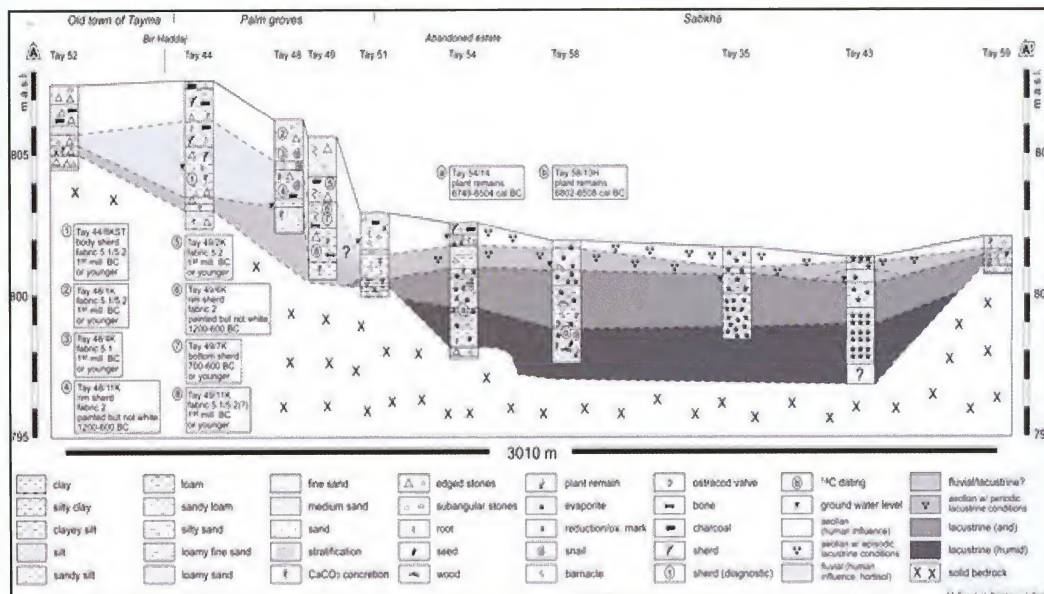 Old town of Tayma
Palm groves
Sabkha
Bir Haddaj
Abandoned estate
A
Tay 52
Tay 44
Tay 48
Tay 49
Tay 51
Tay 54
Tay 58
Tay 35
Tay 43
Tay 59
A'
m a.s.l.
805
800
795
a
Tay 54/14
plant remains
6749-6504 cal BC
b
Tay 58/13H
plant remains
6802-6508 cal BC
1
Tay 44/8KST
body sherd
fabric 5.1/5.2
1st mill. BC
or younger
2
Tay 48/1K
fabric 5.1/5.2
1st mill. BC
or younger
3
Tay 48/4K
fabric 5.1
1st mill. BC
or younger
4
Tay 48/11K
rim sherd
fabric 2
painted but not white
1200-600 BC
5
Tay 49/2K
fabric 5.2
1st mill. BC
or younger
6
Tay 49/6K
rim sherd
fabric 2
painted but not white
1200-600 BC
7
Tay 49/7K
bottom sherd
700-600 BC
or younger
8
Tay 49/11K
fabric 5.1/5.2(?)
1st mill. BC
or younger
?
?
3010 m
clay
silty clay
clayey silt
silt
sandy silt
loam
sandy loam
silty sand
loamy fine sand
loamy sand
fine sand
medium sand
sand
stratification
CaCO3 concretion
edged stones
subangular stones
root
seed
wood
plant remain
evaporite
reduction/ox. mark
snail
barnacle
ostracod valve
bone
charcoal
sherd
sherd (diagnostic)
14C dating
ground water level
aeolian
(human influence)
aeolian w/ episodic
lacustrine conditions
fluvial (human
influence, hortisol)
fluvial/lacustrine?
aeolian w/ periodic
lacustrine conditions
lacustrine (arid)
lacustrine (humid)
solid bedrock